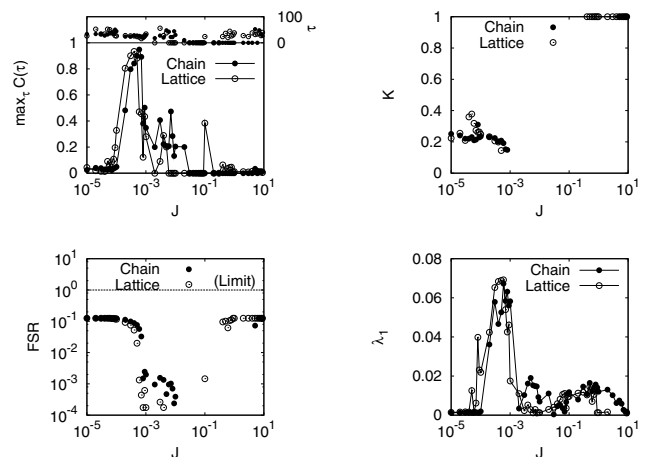 100
τ
0
1
0.8
0.6
0.4
0.2
0
max_τ C(τ)
Chain
Lattice
10^-5 10^-3 10^-1 10^1
J
1
0.8
0.6
0.4
0.2
0
K
Chain
Lattice
10^-5 10^-3 10^-1 10^1
J
10^1
10^0
10^-1
10^-2
10^-3
10^-4
FSR
Chain
Lattice (Limit)
10^-5 10^-3 10^-1 10^1
J
0.08
0.06
0.04
0.02
0
λ_1
Chain
Lattice
10^-5 10^-3 10^-1 10^1
J